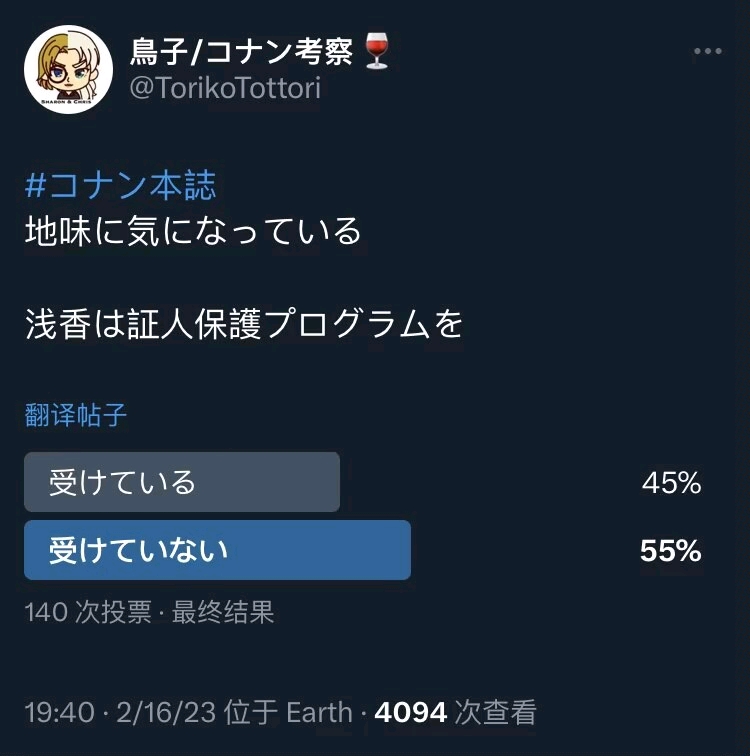 鳥子/コナン考察🍷
@TorikoTottori
SHARON & CHRIS
#コナン本誌
地味に気になっている
浅香は証人保護プログラムを
翻译帖子
受けている 45%
受けていない 55%
140 次投票 · 最终结果
19:40 · 2/16/23 位于 Earth · 4094 次查看